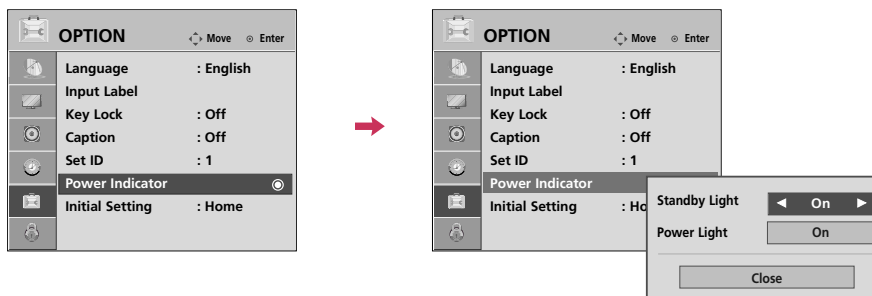 OPTION Move Enter
Language : English
Input Label
Key Lock : Off
Caption : Off
Set ID : 1
Power Indicator
Initial Setting : Home
OPTION Move Enter
Language : English
Input Label
Key Lock : Off
Caption : Off
Set ID : 1
Power Indicator
Initial Setting : Ho
Standby Light ◄ On ►
Power Light On
Close